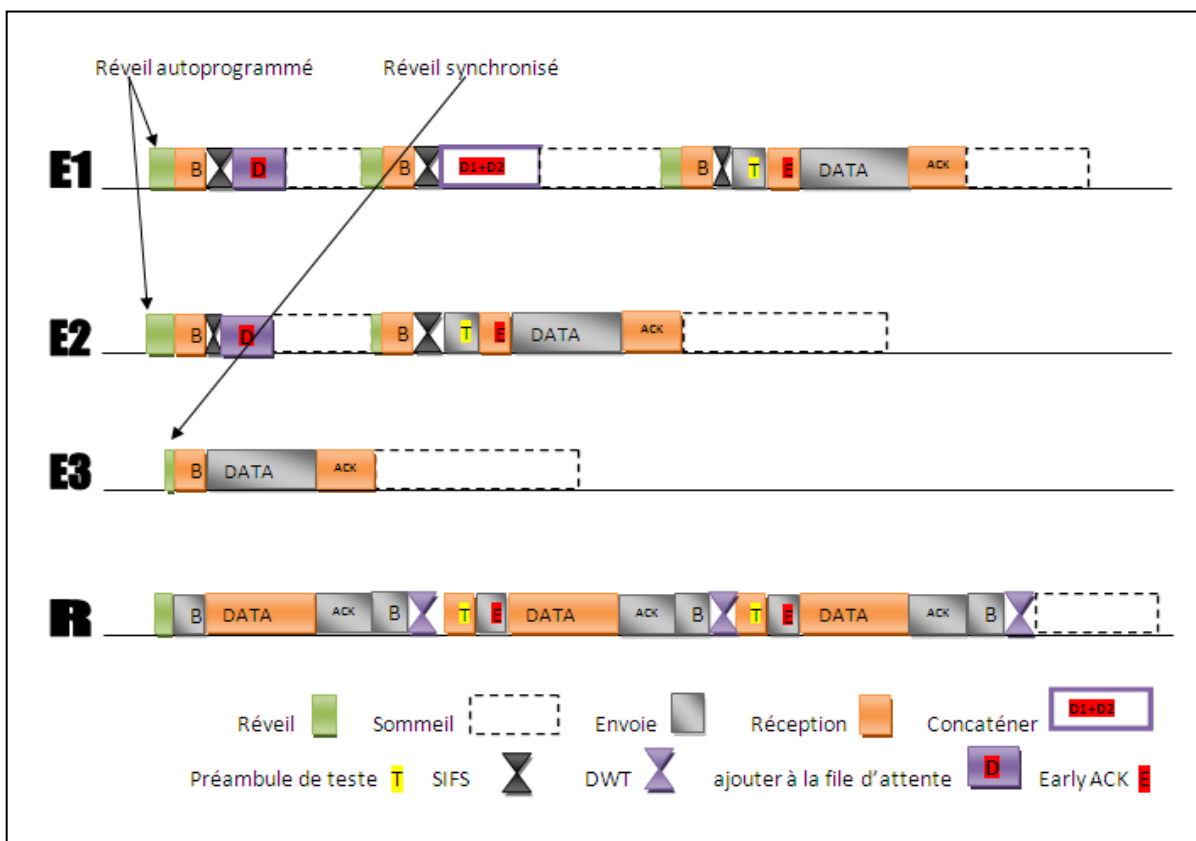 Réveil autoprogrammé Réveil synchronisé
E1 B D B D1+D2 B T E DATA ACK
E2 B D B T E DATA ACK
E3 B DATA ACK
R B DATA ACK B T E DATA ACK B T E DATA ACK B
Réveil Sommeil Envoie Réception Concaténer D1+D2
Préambule de teste T SIFS DWT ajouter à la file d'attente D Early ACK E